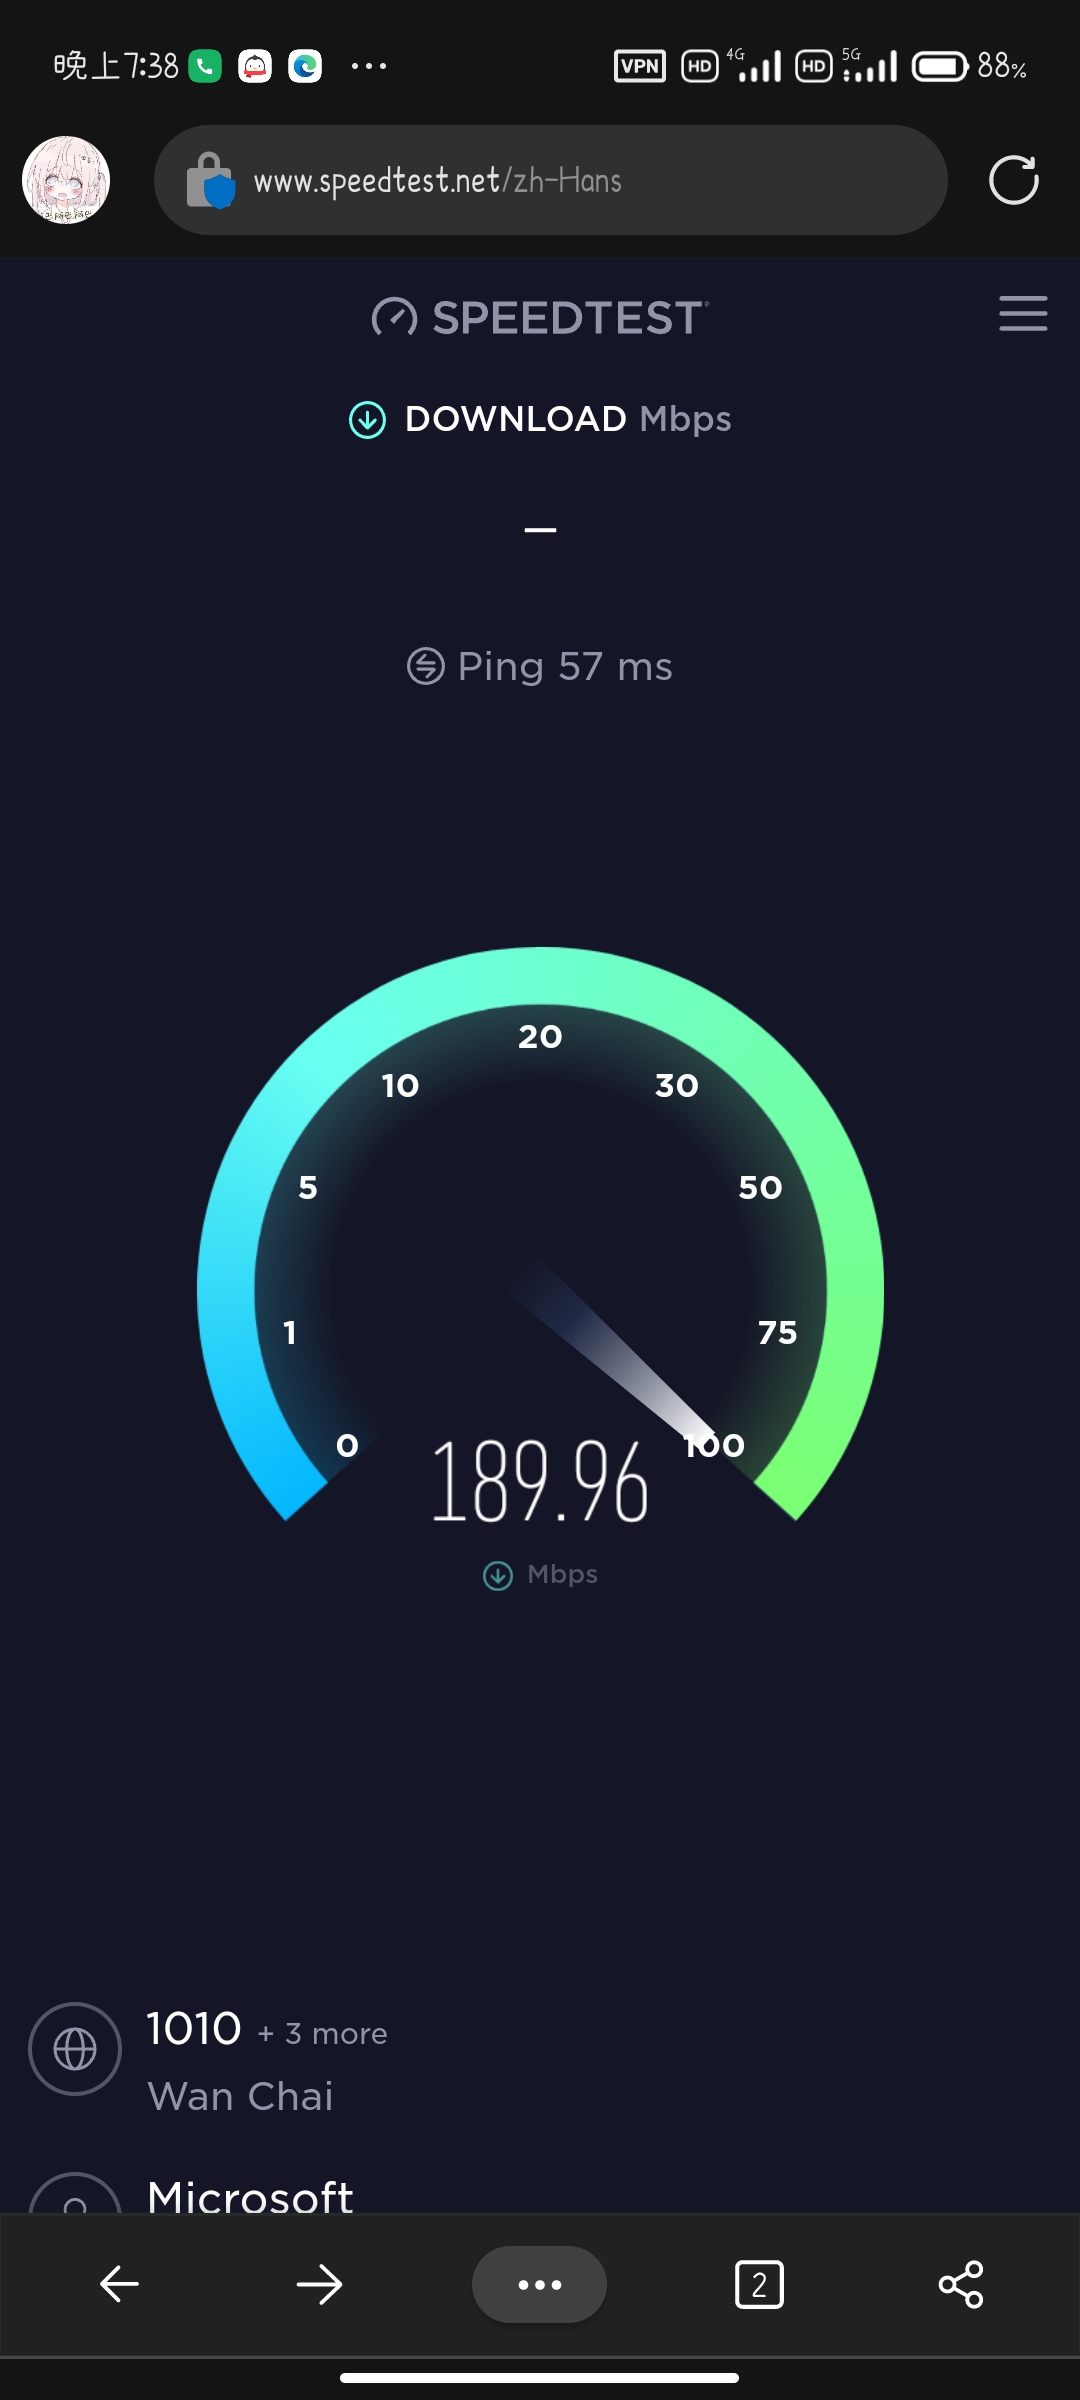 晚上7:38 VPN HD 4G HD 5G 88%
www.speedtest.net/zh-Hans
SPEEDTEST
DOWNLOAD Mbps
—
Ping 57 ms
20
10 30
5 50
1 75
0 100
189.96
Mbps
1010 + 3 more
Wan Chai
Microsoft
2